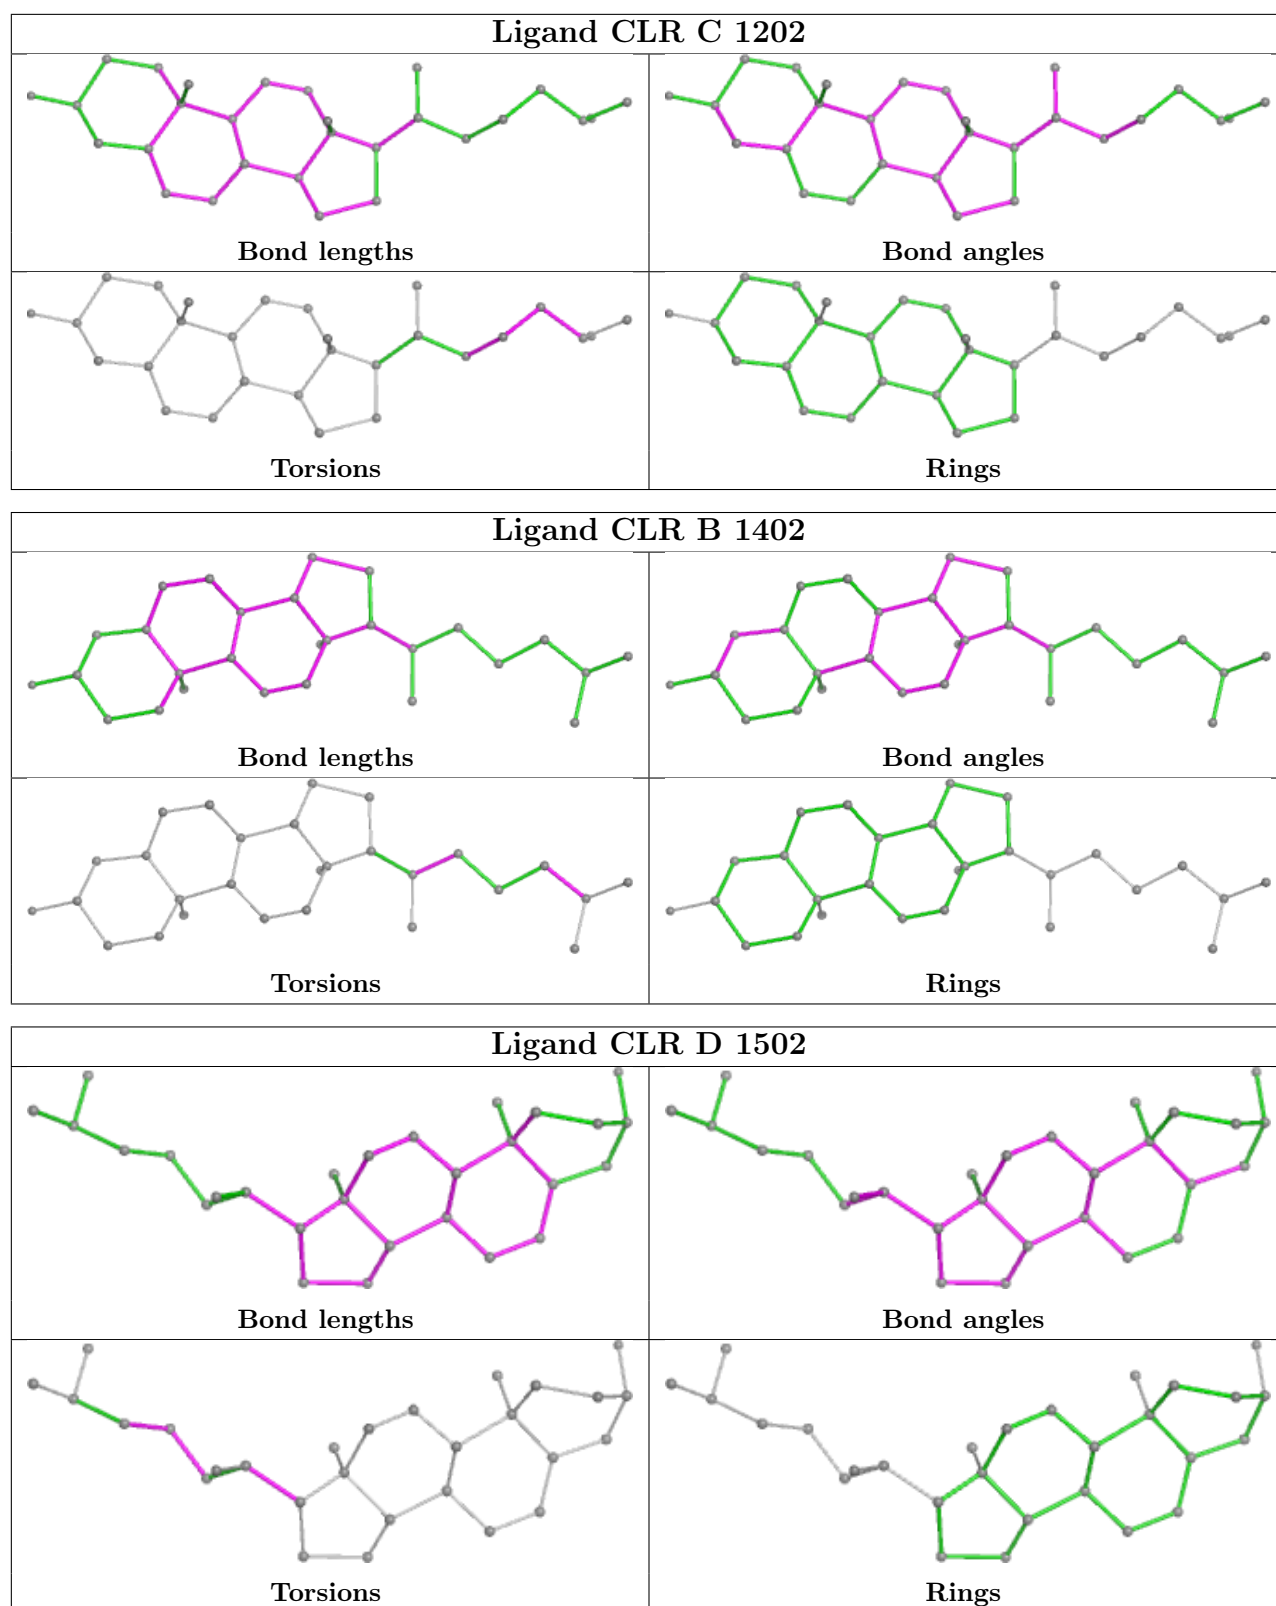 Ligand CLR C 1202
Bond lengths
Bond angles
Torsions
Rings
Ligand CLR B 1402
Bond lengths
Bond angles
Torsions
Rings
Ligand CLR D 1502
Bond lengths
Bond angles
Torsions
Rings